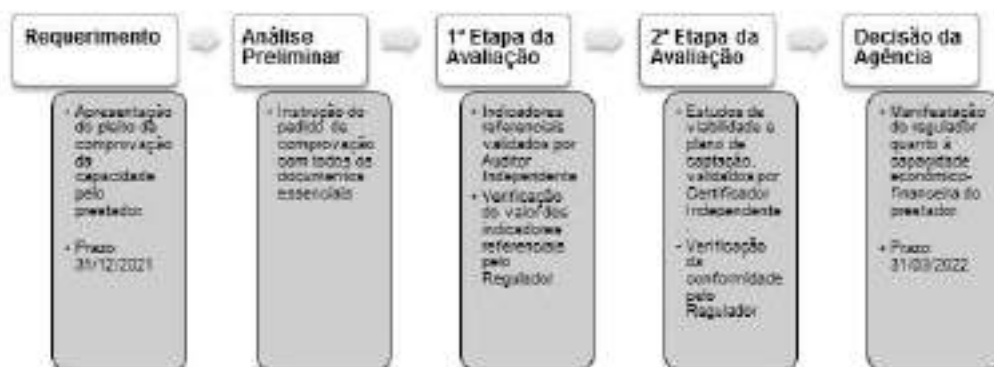 Requerimento
• Apresentação
do pleito de
comprovação
da
capacidade
pelo
prestador
• Prazo
31/12/2021
Análise
Preliminar
• Instrução do
pedido de
comprovação
com todos os
documentos
essenciais
1ª Etapa da
Avaliação
• Indicadores
referenciais
validados por
Auditor
Independente
• Verificação
do valor dos
indicadores
referenciais
pelo
Regulador
2ª Etapa da
Avaliação
• Estudos de
viabilidade e
plano de
captação,
validados por
Certificador
Independente
• Verificação
da
conformidade
pelo
Regulador
Decisão da
Agência
• Manifestação
do regulador
quanto à
capacidade
econômico-
financeira do
prestador
• Prazo
31/03/2022